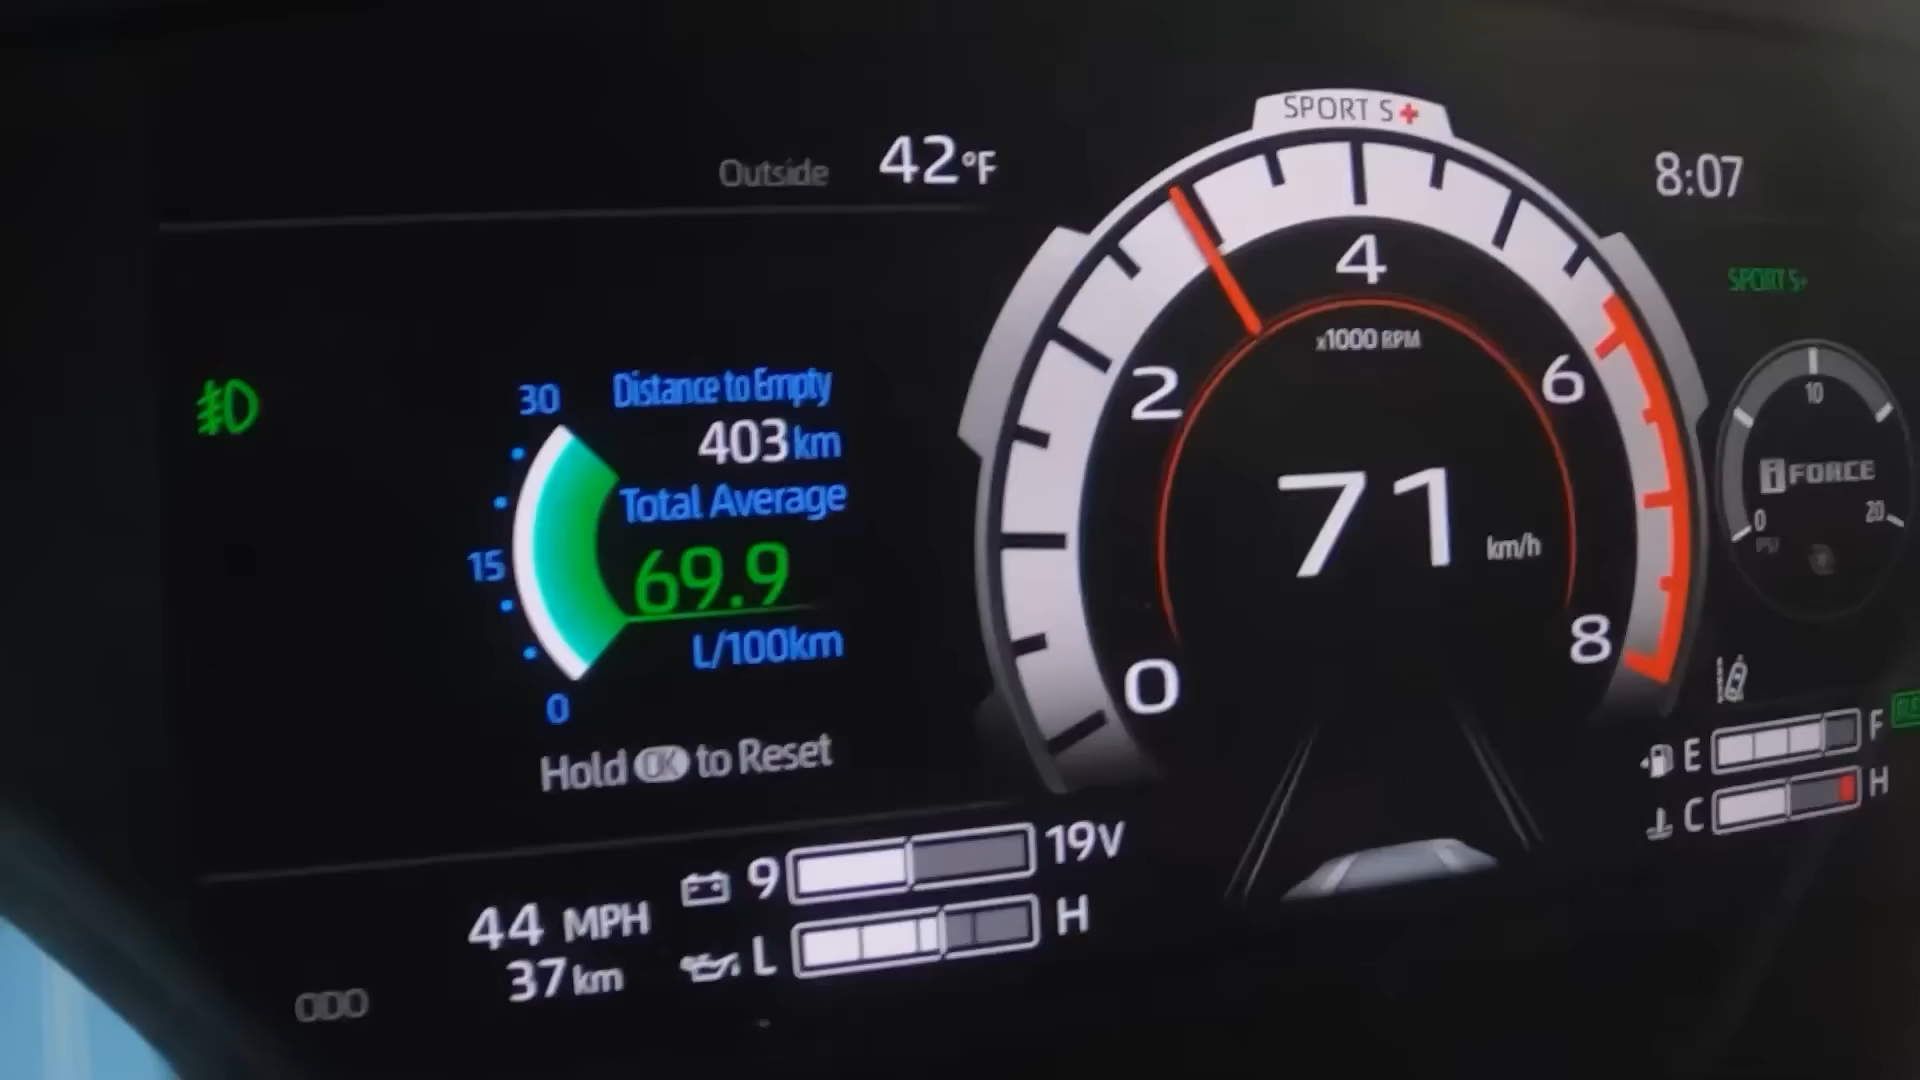 SPORT S+
Outside 42°F
8:07
SPORT S+
30
Distance to Empty
403 km
Total Average
15
69.9
L/100km
0
Hold OK to Reset
0
2
4
6
8
x1000 RPM
71 km/h
10
iFORCE
0
20
PSI
E F
C H
9 19V
L H
44 MPH
37 km
ODO